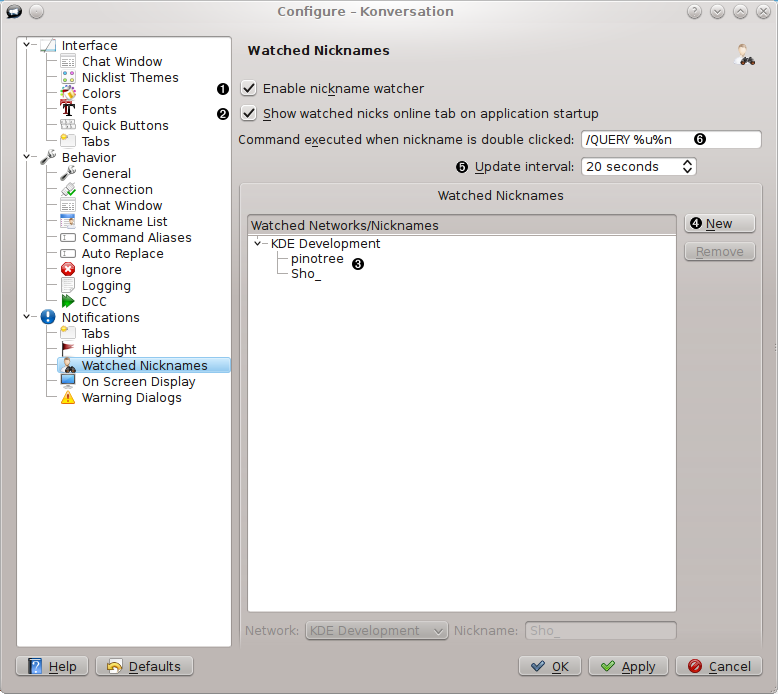 Configure – Konversation
Interface
Chat Window
Nicklist Themes
Colors
Fonts
Quick Buttons
Tabs
Behavior
General
Connection
Chat Window
Nickname List
Command Aliases
Auto Replace
Ignore
Logging
DCC
Notifications
Tabs
Highlight
Watched Nicknames
On Screen Display
Warning Dialogs
Watched Nicknames
1 Enable nickname watcher
2 Show watched nicks online tab on application startup
Command executed when nickname is double clicked: /QUERY %u%n 6
5 Update interval: 20 seconds
Watched Nicknames
Watched Networks/Nicknames
KDE Development
pinotree
3
Sho_
4 New
Remove
Network: KDE Development Nickname: Sho_
Help Defaults OK Apply Cancel